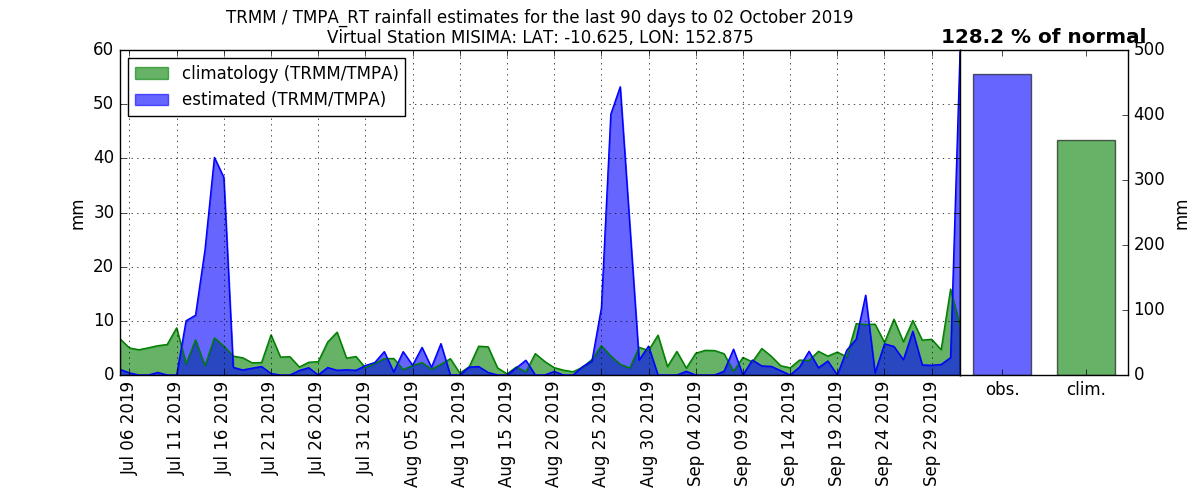 TRMM / TMPA_RT rainfall estimates for the last 90 days to 02 October 2019
Virtual Station MISIMA: LAT: -10.625, LON: 152.875
128.2 % of normal
climatology (TRMM/TMPA)
estimated (TRMM/TMPA)
60
50
40
30
20
10
0
mm
Jul 06 2019
Jul 11 2019
Jul 16 2019
Jul 21 2019
Jul 26 2019
Jul 31 2019
Aug 05 2019
Aug 10 2019
Aug 15 2019
Aug 20 2019
Aug 25 2019
Aug 30 2019
Sep 04 2019
Sep 09 2019
Sep 14 2019
Sep 19 2019
Sep 24 2019
Sep 29 2019
obs.
clim.
500
400
300
200
100
0
mm